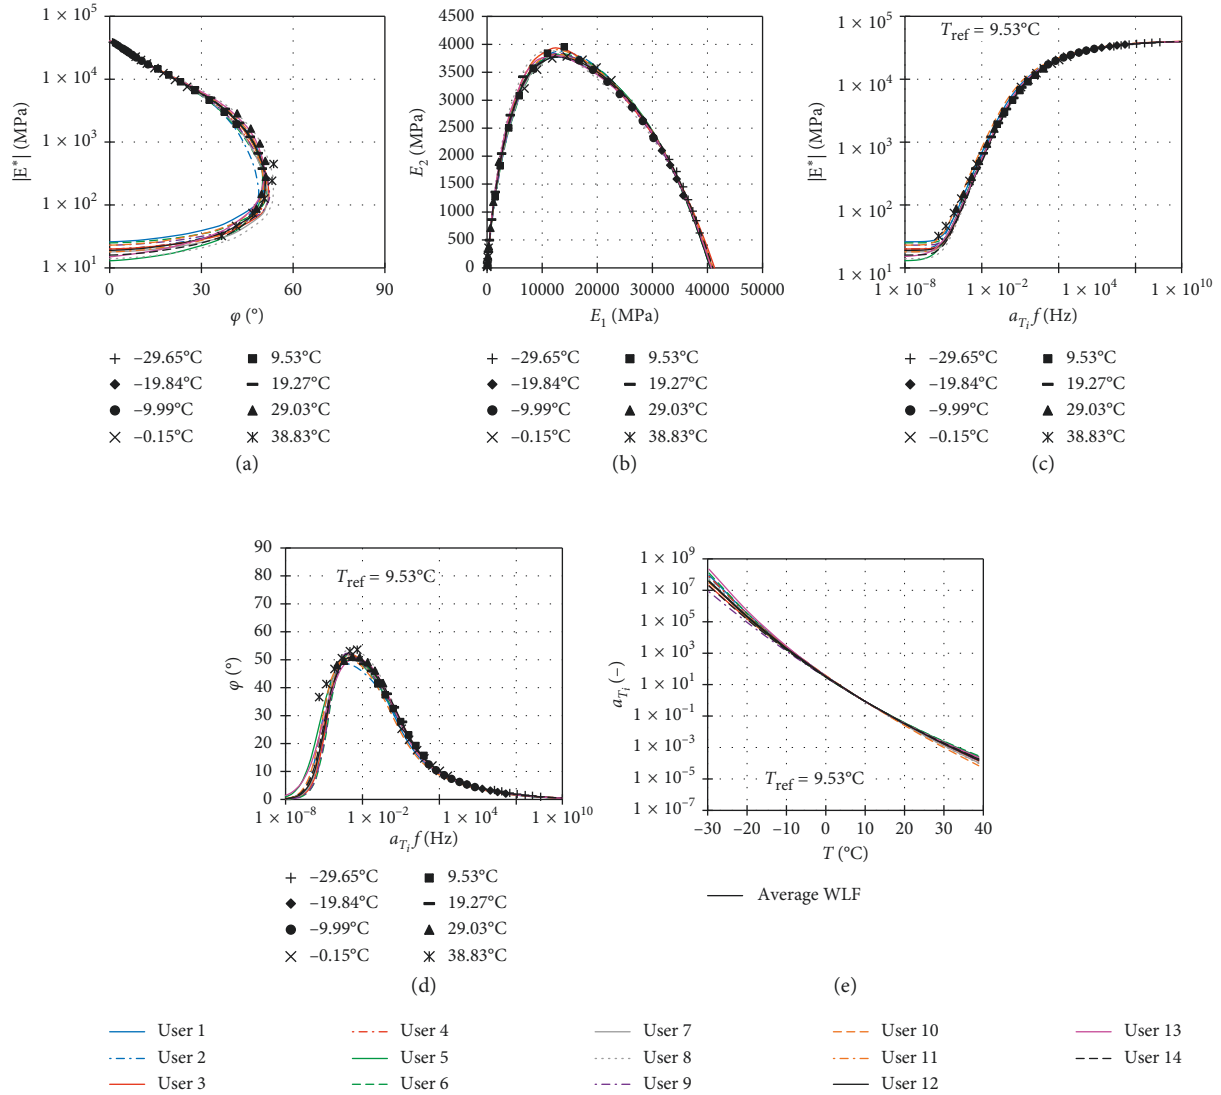 1 × 10^5
1 × 10^4
1 × 10^3
1 × 10^2
1 × 10^1
|E*| (MPa)
0 30 60 90
φ (°)
–29.65°C 9.53°C
–19.84°C 19.27°C
–9.99°C 29.03°C
–0.15°C 38.83°C
(a)
4500
4000
3500
3000
2500
2000
1500
1000
500
0
E_2 (MPa)
0 10000 20000 30000 40000 50000
E_1 (MPa)
–29.65°C 9.53°C
–19.84°C 19.27°C
–9.99°C 29.03°C
–0.15°C 38.83°C
(b)
T_ref = 9.53°C
1 × 10^5
1 × 10^4
1 × 10^3
1 × 10^2
1 × 10^1
|E*| (MPa)
1 × 10^-8 1 × 10^-2 1 × 10^4 1 × 10^10
a_{T_i} f (Hz)
–29.65°C 9.53°C
–19.84°C 19.27°C
–9.99°C 29.03°C
–0.15°C 38.83°C
(c)
T_ref = 9.53°C
90
80
70
60
50
40
30
20
10
0
φ (°)
1 × 10^-8 1 × 10^-2 1 × 10^4 1 × 10^10
a_{T_i} f (Hz)
–29.65°C 9.53°C
–19.84°C 19.27°C
–9.99°C 29.03°C
–0.15°C 38.83°C
(d)
1 × 10^9
1 × 10^7
1 × 10^5
1 × 10^3
1 × 10^1
1 × 10^-1
1 × 10^-3
1 × 10^-5
1 × 10^-7
a_{T_i} (–)
T_ref = 9.53°C
–30 –20 –10 0 10 20 30 40
T (°C)
Average WLF
(e)
User 1 User 4 User 7 User 10 User 13
User 2 User 5 User 8 User 11 User 14
User 3 User 6 User 9 User 12